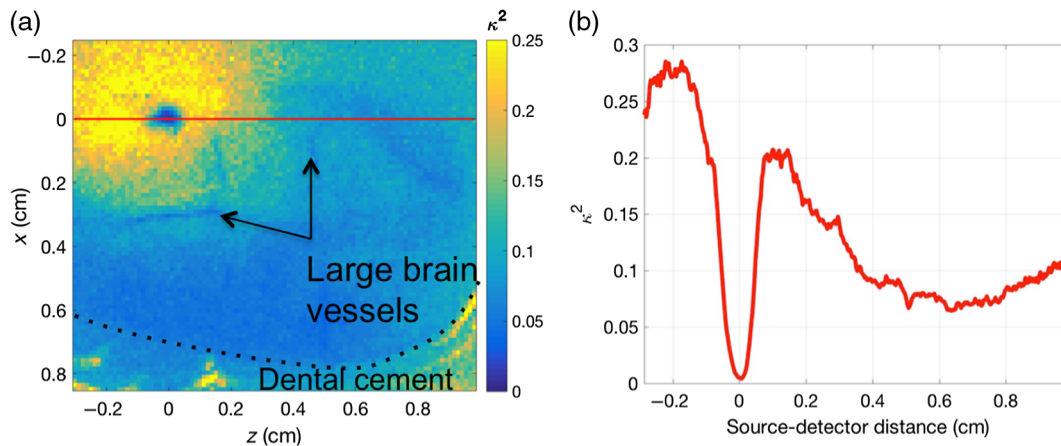 (a)
κ²
−0.2
0
0.2
0.4
0.6
0.8
x (cm)
−0.2 0 0.2 0.4 0.6 0.8
z (cm)
0.25
0.2
0.15
0.1
0.05
0
Large brain
vessels
Dental cement
(b)
0.3
0.25
0.2
0.15
0.1
0.05
0
κ²
−0.2 0 0.2 0.4 0.6 0.8
Source-detector distance (cm)